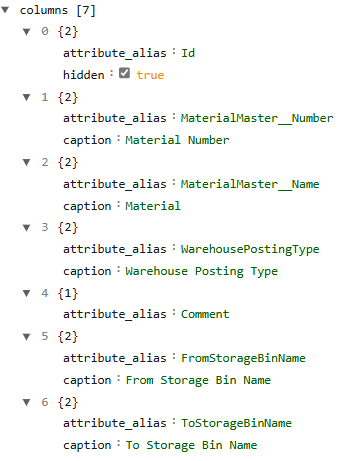 columns [7]
0 {2}
attribute_alias : Id
hidden : true
1 {2}
attribute_alias : MaterialMaster__Number
caption : Material Number
2 {2}
attribute_alias : MaterialMaster__Name
caption : Material
3 {2}
attribute_alias : WarehousePostingType
caption : Warehouse Posting Type
4 {1}
attribute_alias : Comment
5 {2}
attribute_alias : FromStorageBinName
caption : From Storage Bin Name
6 {2}
attribute_alias : ToStorageBinName
caption : To Storage Bin Name